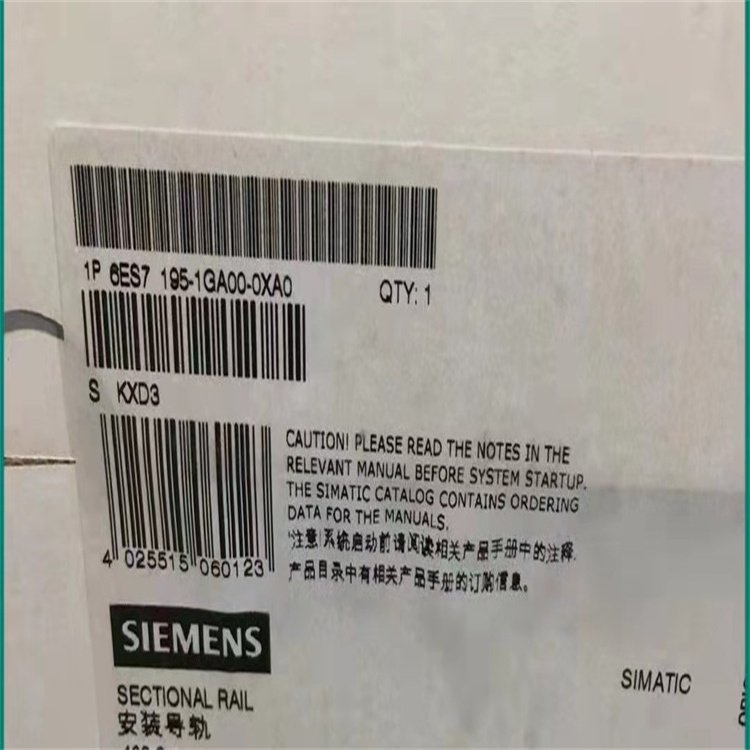 1P 6ES7 195-1GA00-0XA0
QTY: 1
S KXD3
CAUTION! PLEASE READ THE NOTES IN THE
RELEVANT MANUAL BEFORE SYSTEM STARTUP.
THE SIMATIC CATALOG CONTAINS ORDERING
DATA FOR THE MANUALS.
注意!系统启动前请阅读相关产品手册中的注释,
产品目录中有相关产品手册的订购信息。
4 025515 060123
SIEMENS
SIMATIC
SECTIONAL RAIL
安装导轨